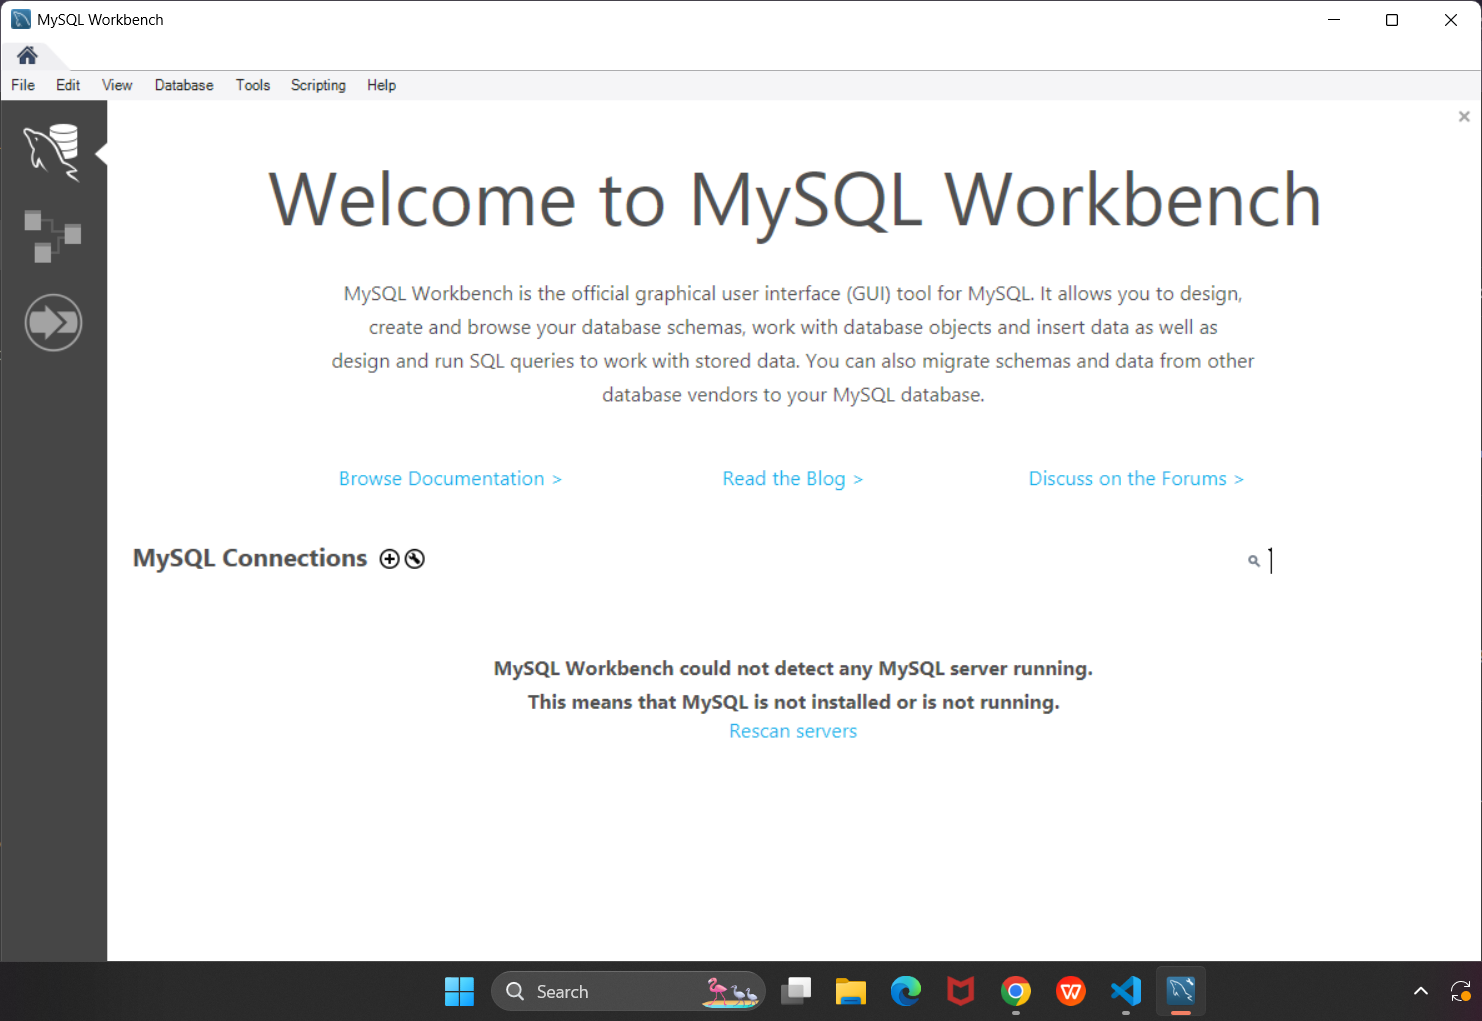 MySQL Workbench
File Edit View Database Tools Scripting Help
Welcome to MySQL Workbench
MySQL Workbench is the official graphical user interface (GUI) tool for MySQL. It allows you to design,
create and browse your database schemas, work with database objects and insert data as well as
design and run SQL queries to work with stored data. You can also migrate schemas and data from other
database vendors to your MySQL database.
Browse Documentation > Read the Blog > Discuss on the Forums >
MySQL Connections
MySQL Workbench could not detect any MySQL server running.
This means that MySQL is not installed or is not running.
Rescan servers
Search